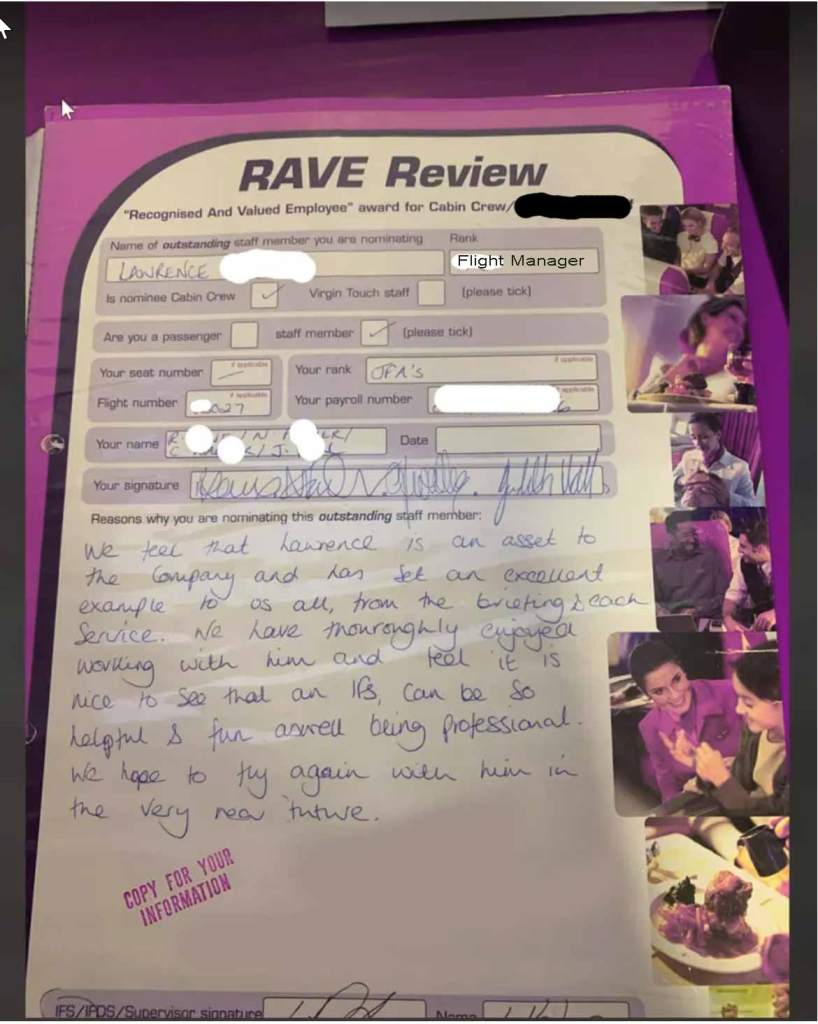 RAVE Review
"Recognised And Valued Employee" award for Cabin Crew/
Name of outstanding staff member you are nominating Rank
LAWRENCE Flight Manager
Is nominee Cabin Crew ✓ Virgin Touch staff (please tick)
Are you a passenger staff member ✓ (please tick)
Your seat number if applicable Your rank JFA's if applicable
Flight number if applicable 027 Your payroll number if applicable
Your name Date
Your signature
Reasons why you are nominating this outstanding staff member:
We feel that Lawrence is an asset to
the Company and has set an excellent
example to us all, from the briefing & each
Service. We have thouroughly enjoyed
working with him and feel it is
nice to see that an IFS, can be so
helpful & fun aswell being professional.
We hope to fly again with him in
the very near future.
COPY FOR YOUR
INFORMATION
IFS/IPDS/Supervisor signature Name